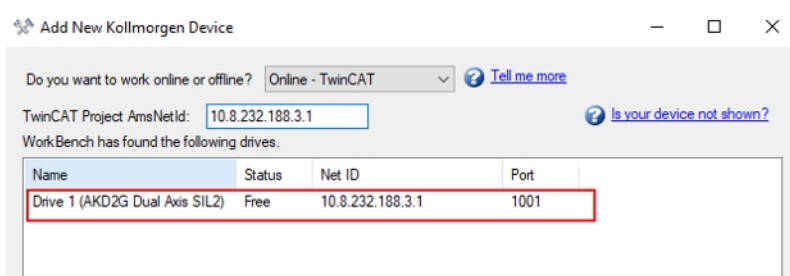 Add New Kollmorgen Device
Do you want to work online or offline? Online - TwinCAT Tell me more
TwinCAT Project AmsNetId: 10.8.232.188.3.1 Is your device not shown?
WorkBench has found the following drives.
Name Status Net ID Port
Drive 1 (AKD2G Dual Axis SIL2) Free 10.8.232.188.3.1 1001